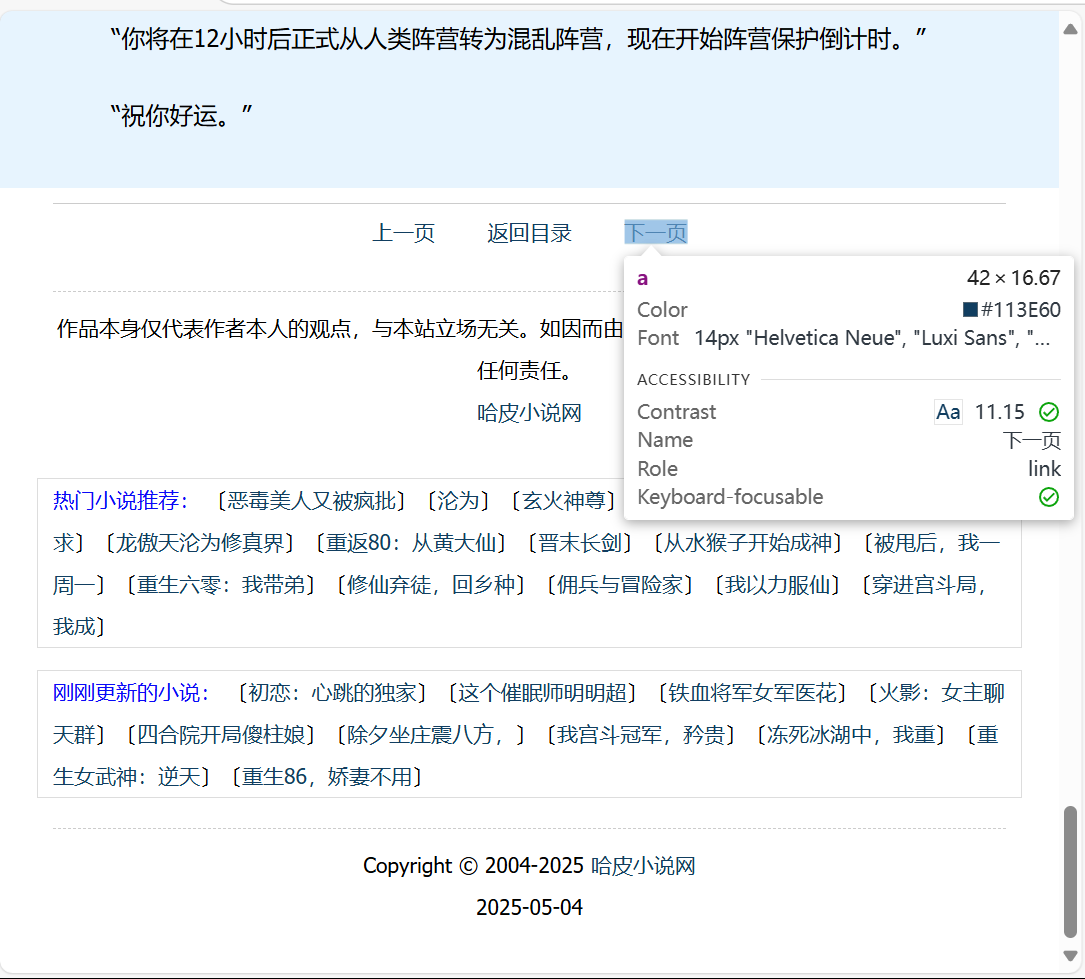 “你将在12小时后正式从人类阵营转为混乱阵营，现在开始阵营保护倒计时。”
“祝你好运。”
上一页 返回目录 下一页
a 42 × 16.67
Color #113E60
Font 14px "Helvetica Neue", "Luxi Sans", "...
ACCESSIBILITY
Contrast Aa 11.15
Name 下一页
Role link
Keyboard-focusable
作品本身仅代表作者本人的观点，与本站立场无关。如因而由
任何责任。
哈皮小说网
热门小说推荐： 〔恶毒美人又被疯批〕 〔沦为〕 〔玄火神尊〕
求〕 〔龙傲天沦为修真界〕 〔重返80：从黄大仙〕 〔晋末长剑〕 〔从水猴子开始成神〕 〔被甩后，我一
周一〕 〔重生六零：我带弟〕 〔修仙弃徒，回乡种〕 〔佣兵与冒险家〕 〔我以力服仙〕 〔穿进宫斗局，
我成〕
刚刚更新的小说： 〔初恋：心跳的独家〕 〔这个催眠师明明超〕 〔铁血将军女军医花〕 〔火影：女主聊
天群〕 〔四合院开局傻柱娘〕 〔除夕坐庄震八方，〕 〔我宫斗冠军，矜贵〕 〔冻死冰湖中，我重〕 〔重
生女武神：逆天〕 〔重生86，娇妻不用〕
Copyright © 2004-2025 哈皮小说网
2025-05-04